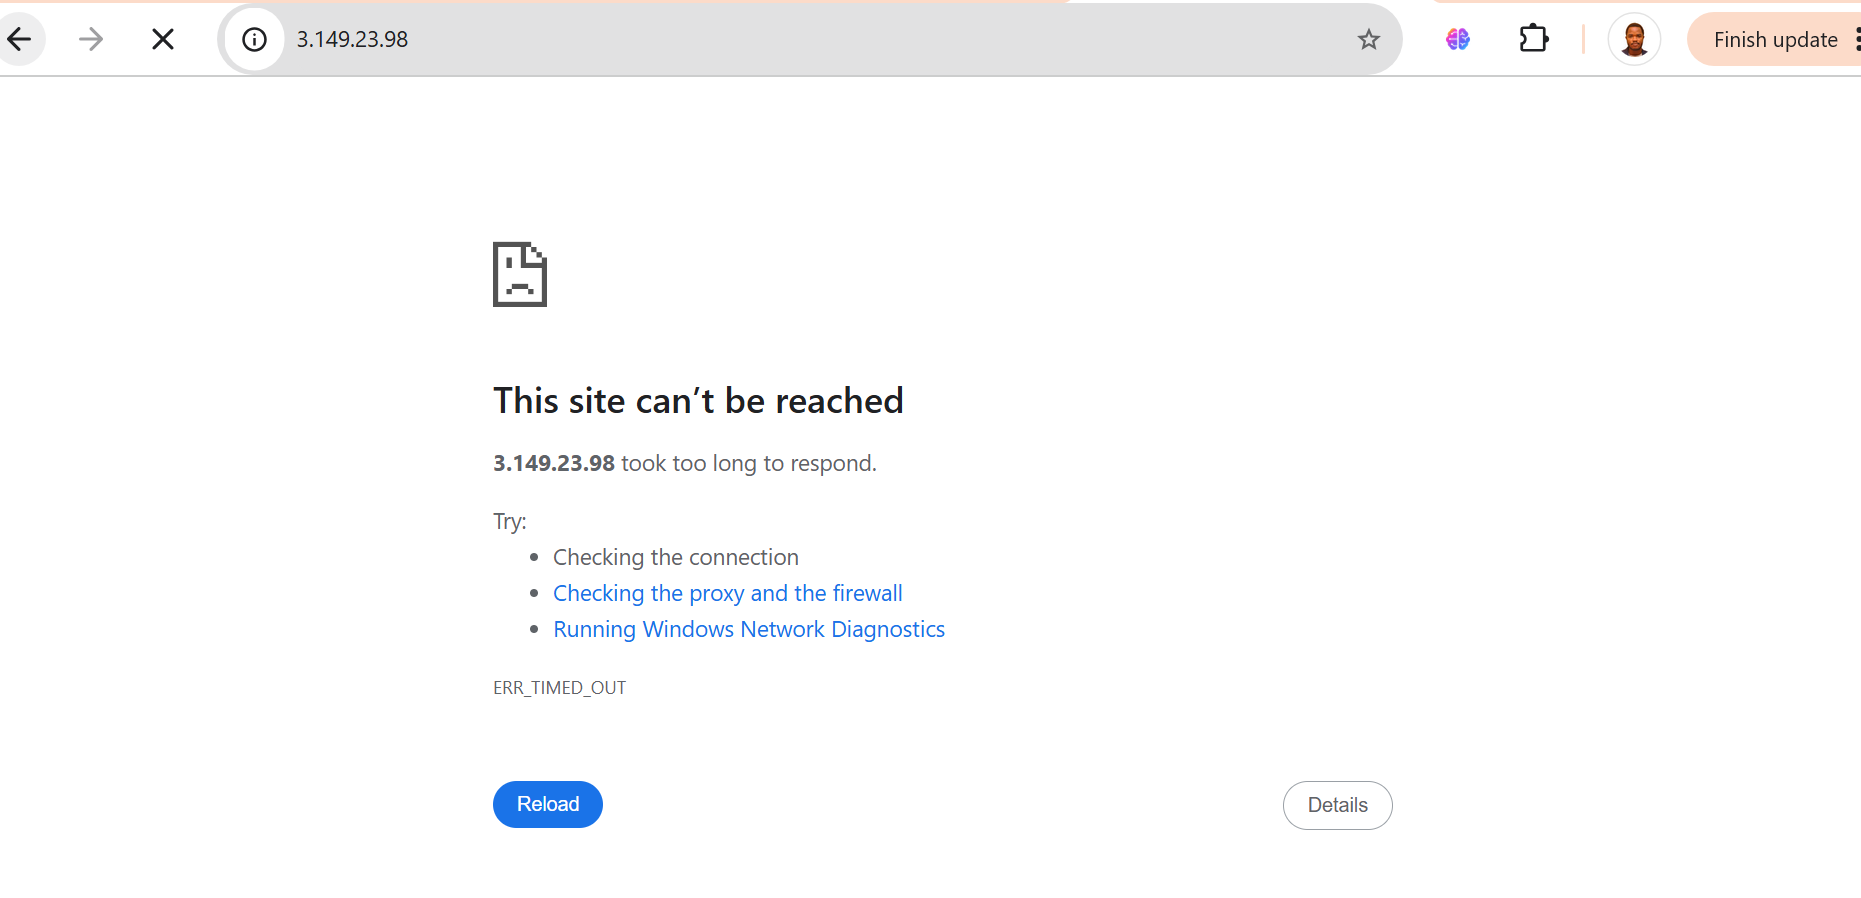 3.149.23.98
Finish update
This site can’t be reached
3.149.23.98 took too long to respond.
Try:
Checking the connection
Checking the proxy and the firewall
Running Windows Network Diagnostics
ERR_TIMED_OUT
Reload
Details